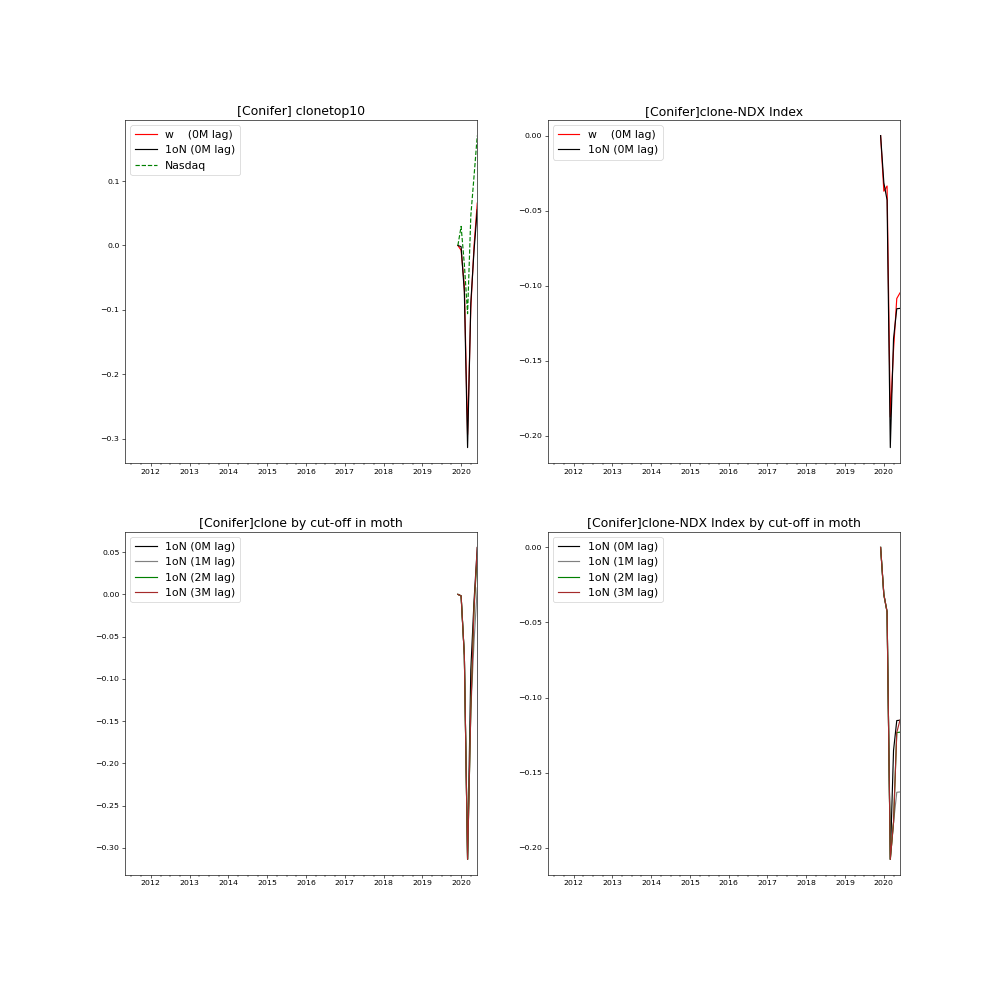 [Conifer] clonetop10
w (0M lag)
1oN (0M lag)
Nasdaq
0.1
0.0
−0.1
−0.2
−0.3
2012 2013 2014 2015 2016 2017 2018 2019 2020
[Conifer]clone-NDX Index
w (0M lag)
1oN (0M lag)
0.00
−0.05
−0.10
−0.15
−0.20
2012 2013 2014 2015 2016 2017 2018 2019 2020
[Conifer]clone by cut-off in moth
1oN (0M lag)
1oN (1M lag)
1oN (2M lag)
1oN (3M lag)
0.05
0.00
−0.05
−0.10
−0.15
−0.20
−0.25
−0.30
2012 2013 2014 2015 2016 2017 2018 2019 2020
[Conifer]clone-NDX Index by cut-off in moth
1oN (0M lag)
1oN (1M lag)
1oN (2M lag)
1oN (3M lag)
0.00
−0.05
−0.10
−0.15
−0.20
2012 2013 2014 2015 2016 2017 2018 2019 2020